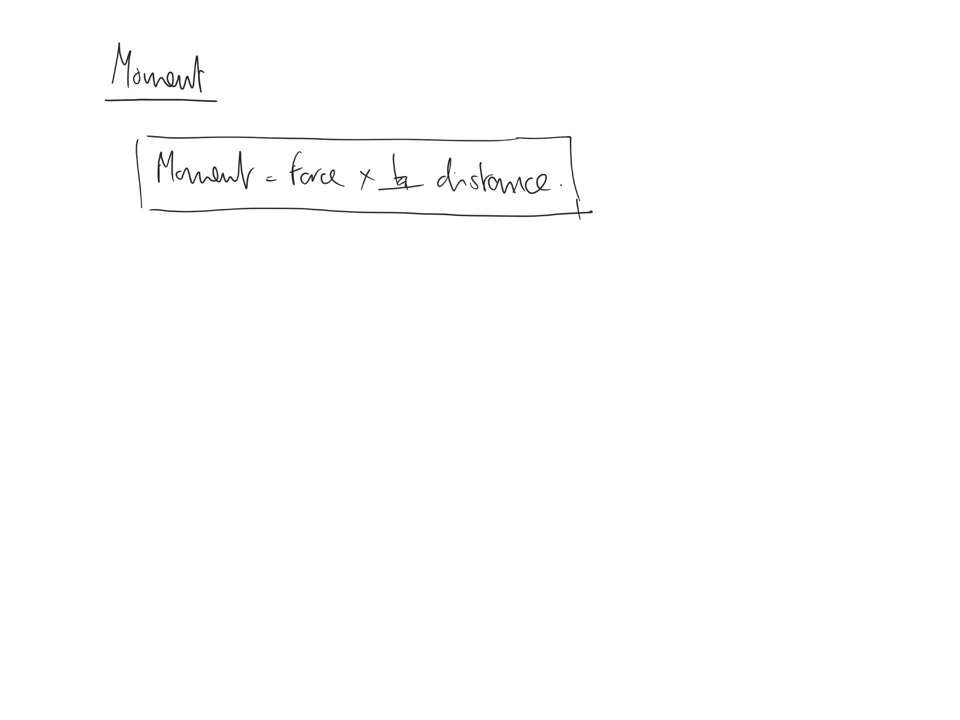 Moment
Moment = force × ⊥ distance.